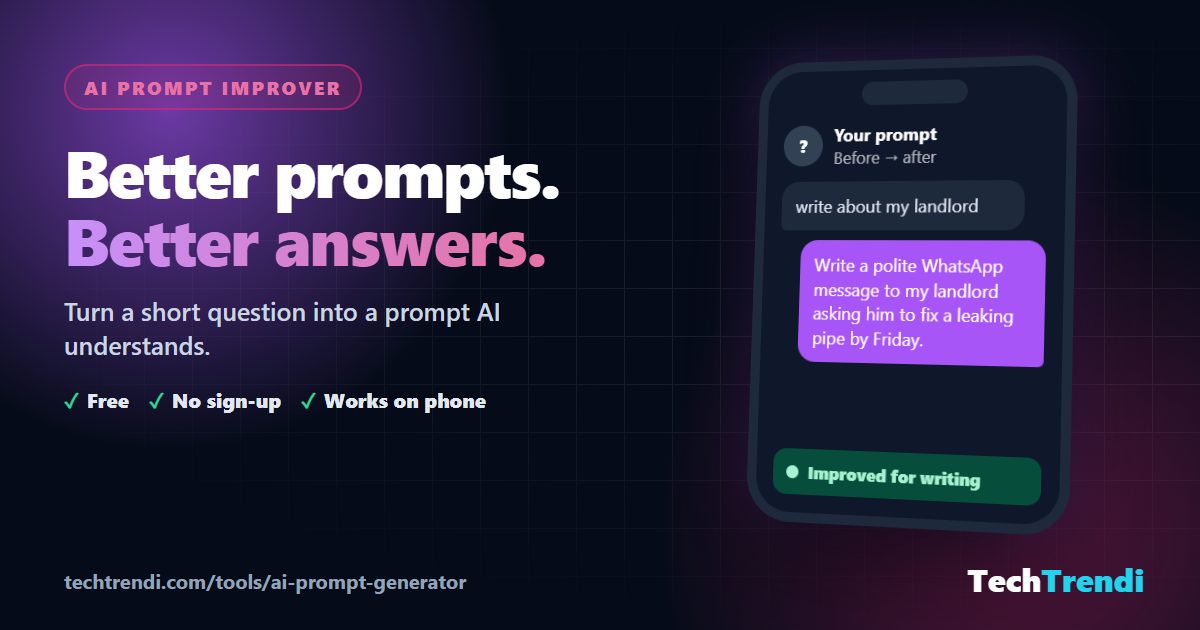 AI PROMPT IMPROVER
Better prompts.
Better answers.
Turn a short question into a prompt AI
understands.
✓ Free ✓ No sign-up ✓ Works on phone
?
Your prompt
Before → after
write about my landlord
Write a polite WhatsApp
message to my landlord
asking him to fix a leaking
pipe by Friday.
Improved for writing
techtrendi.com/tools/ai-prompt-generator
TechTrendi